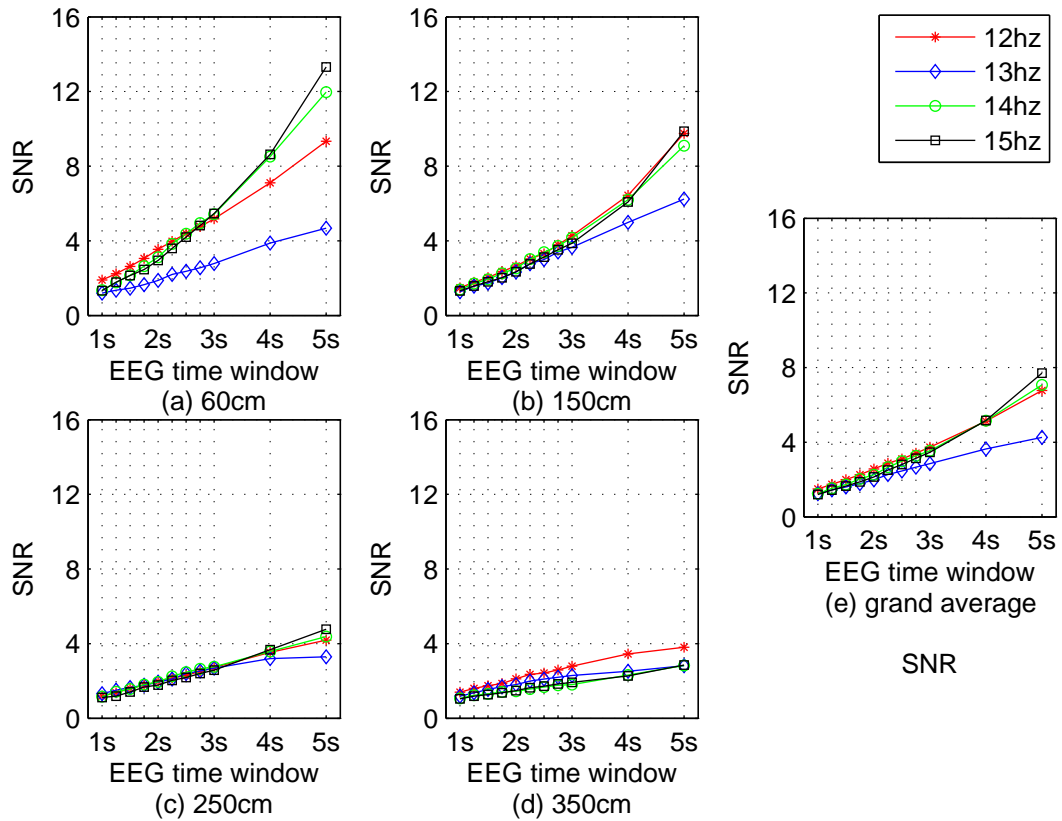 16
12
8
4
0
SNR
1s 2s 3s 4s 5s
EEG time window
(a) 60cm
16
12
8
4
0
SNR
1s 2s 3s 4s 5s
EEG time window
(b) 150cm
12hz
13hz
14hz
15hz
16
12
8
4
0
SNR
1s 2s 3s 4s 5s
EEG time window
(e) grand average
16
12
8
4
0
SNR
1s 2s 3s 4s 5s
EEG time window
(c) 250cm
16
12
8
4
0
SNR
1s 2s 3s 4s 5s
EEG time window
(d) 350cm
SNR